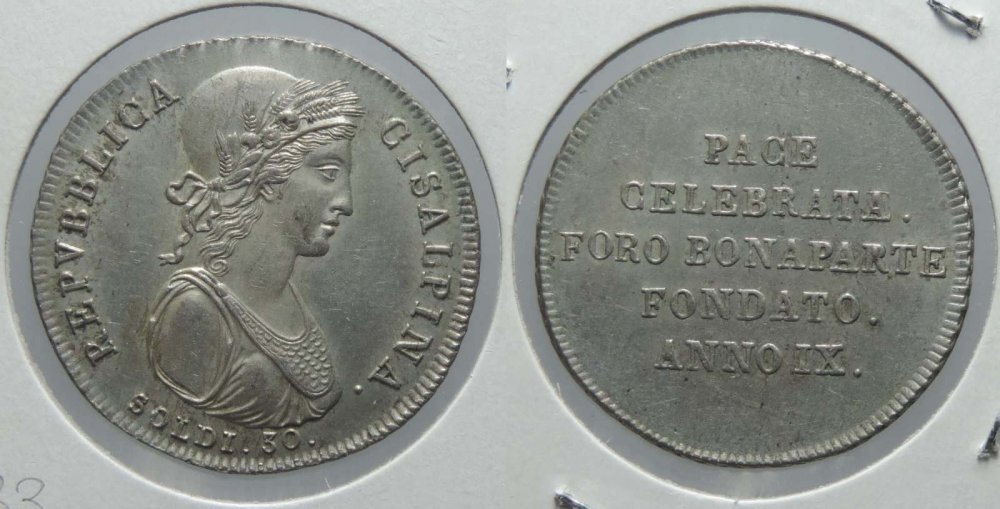 REPVBBLICA CISALPINA.
SOLDI. 30.
PACE
CELEBRATA.
FORO BONAPARTE
FONDATO.
ANNO IX.